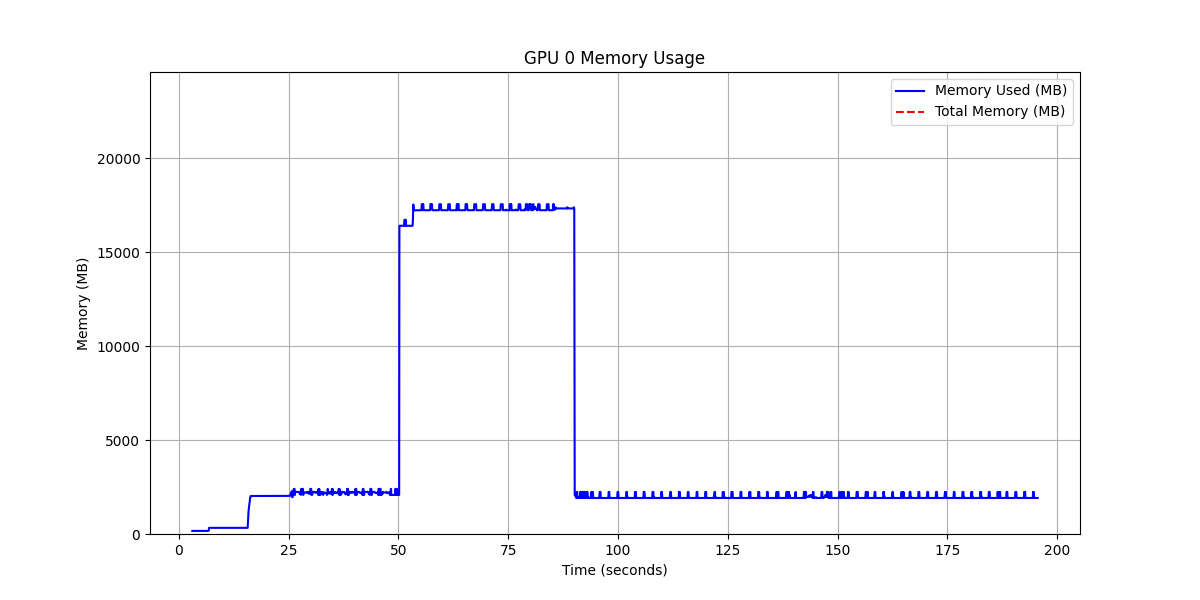 GPU 0 Memory Usage
Memory Used (MB)
Total Memory (MB)
Memory (MB)
20000
15000
10000
5000
0
0 25 50 75 100 125 150 175 200
Time (seconds)